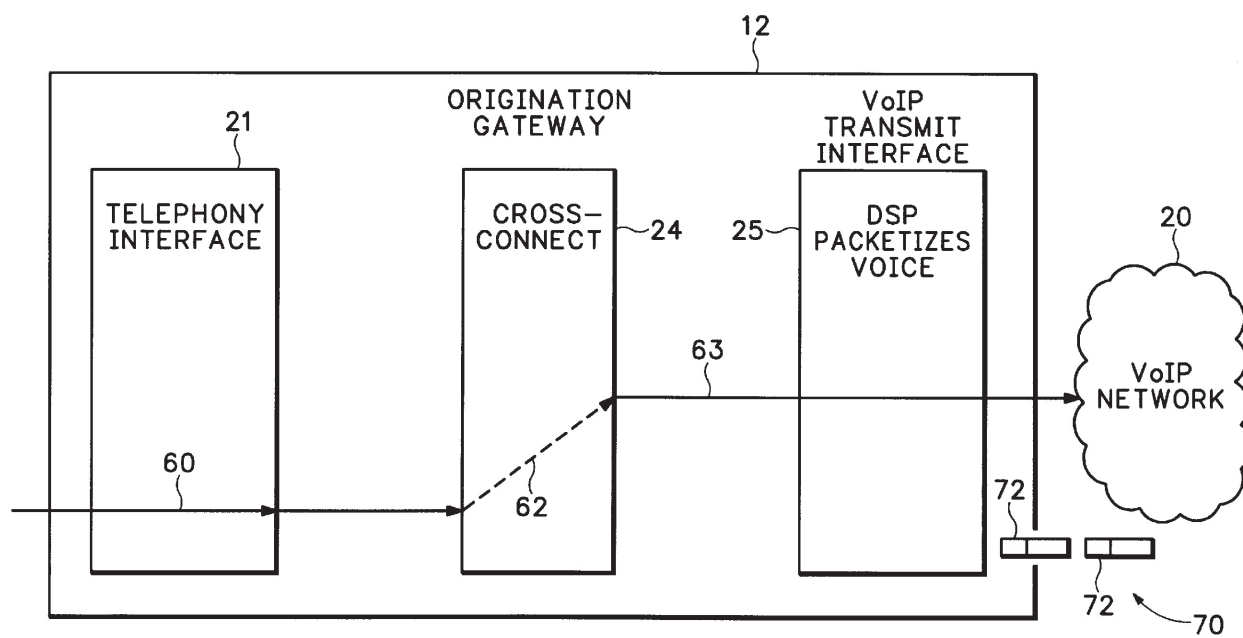 12
ORIGINATION
GATEWAY
VoIP
TRANSMIT
INTERFACE
21
TELEPHONY
INTERFACE
CROSS-
CONNECT
24
25
DSP
PACKETIZES
VOICE
20
VoIP
NETWORK
63
60
62
72
72
70